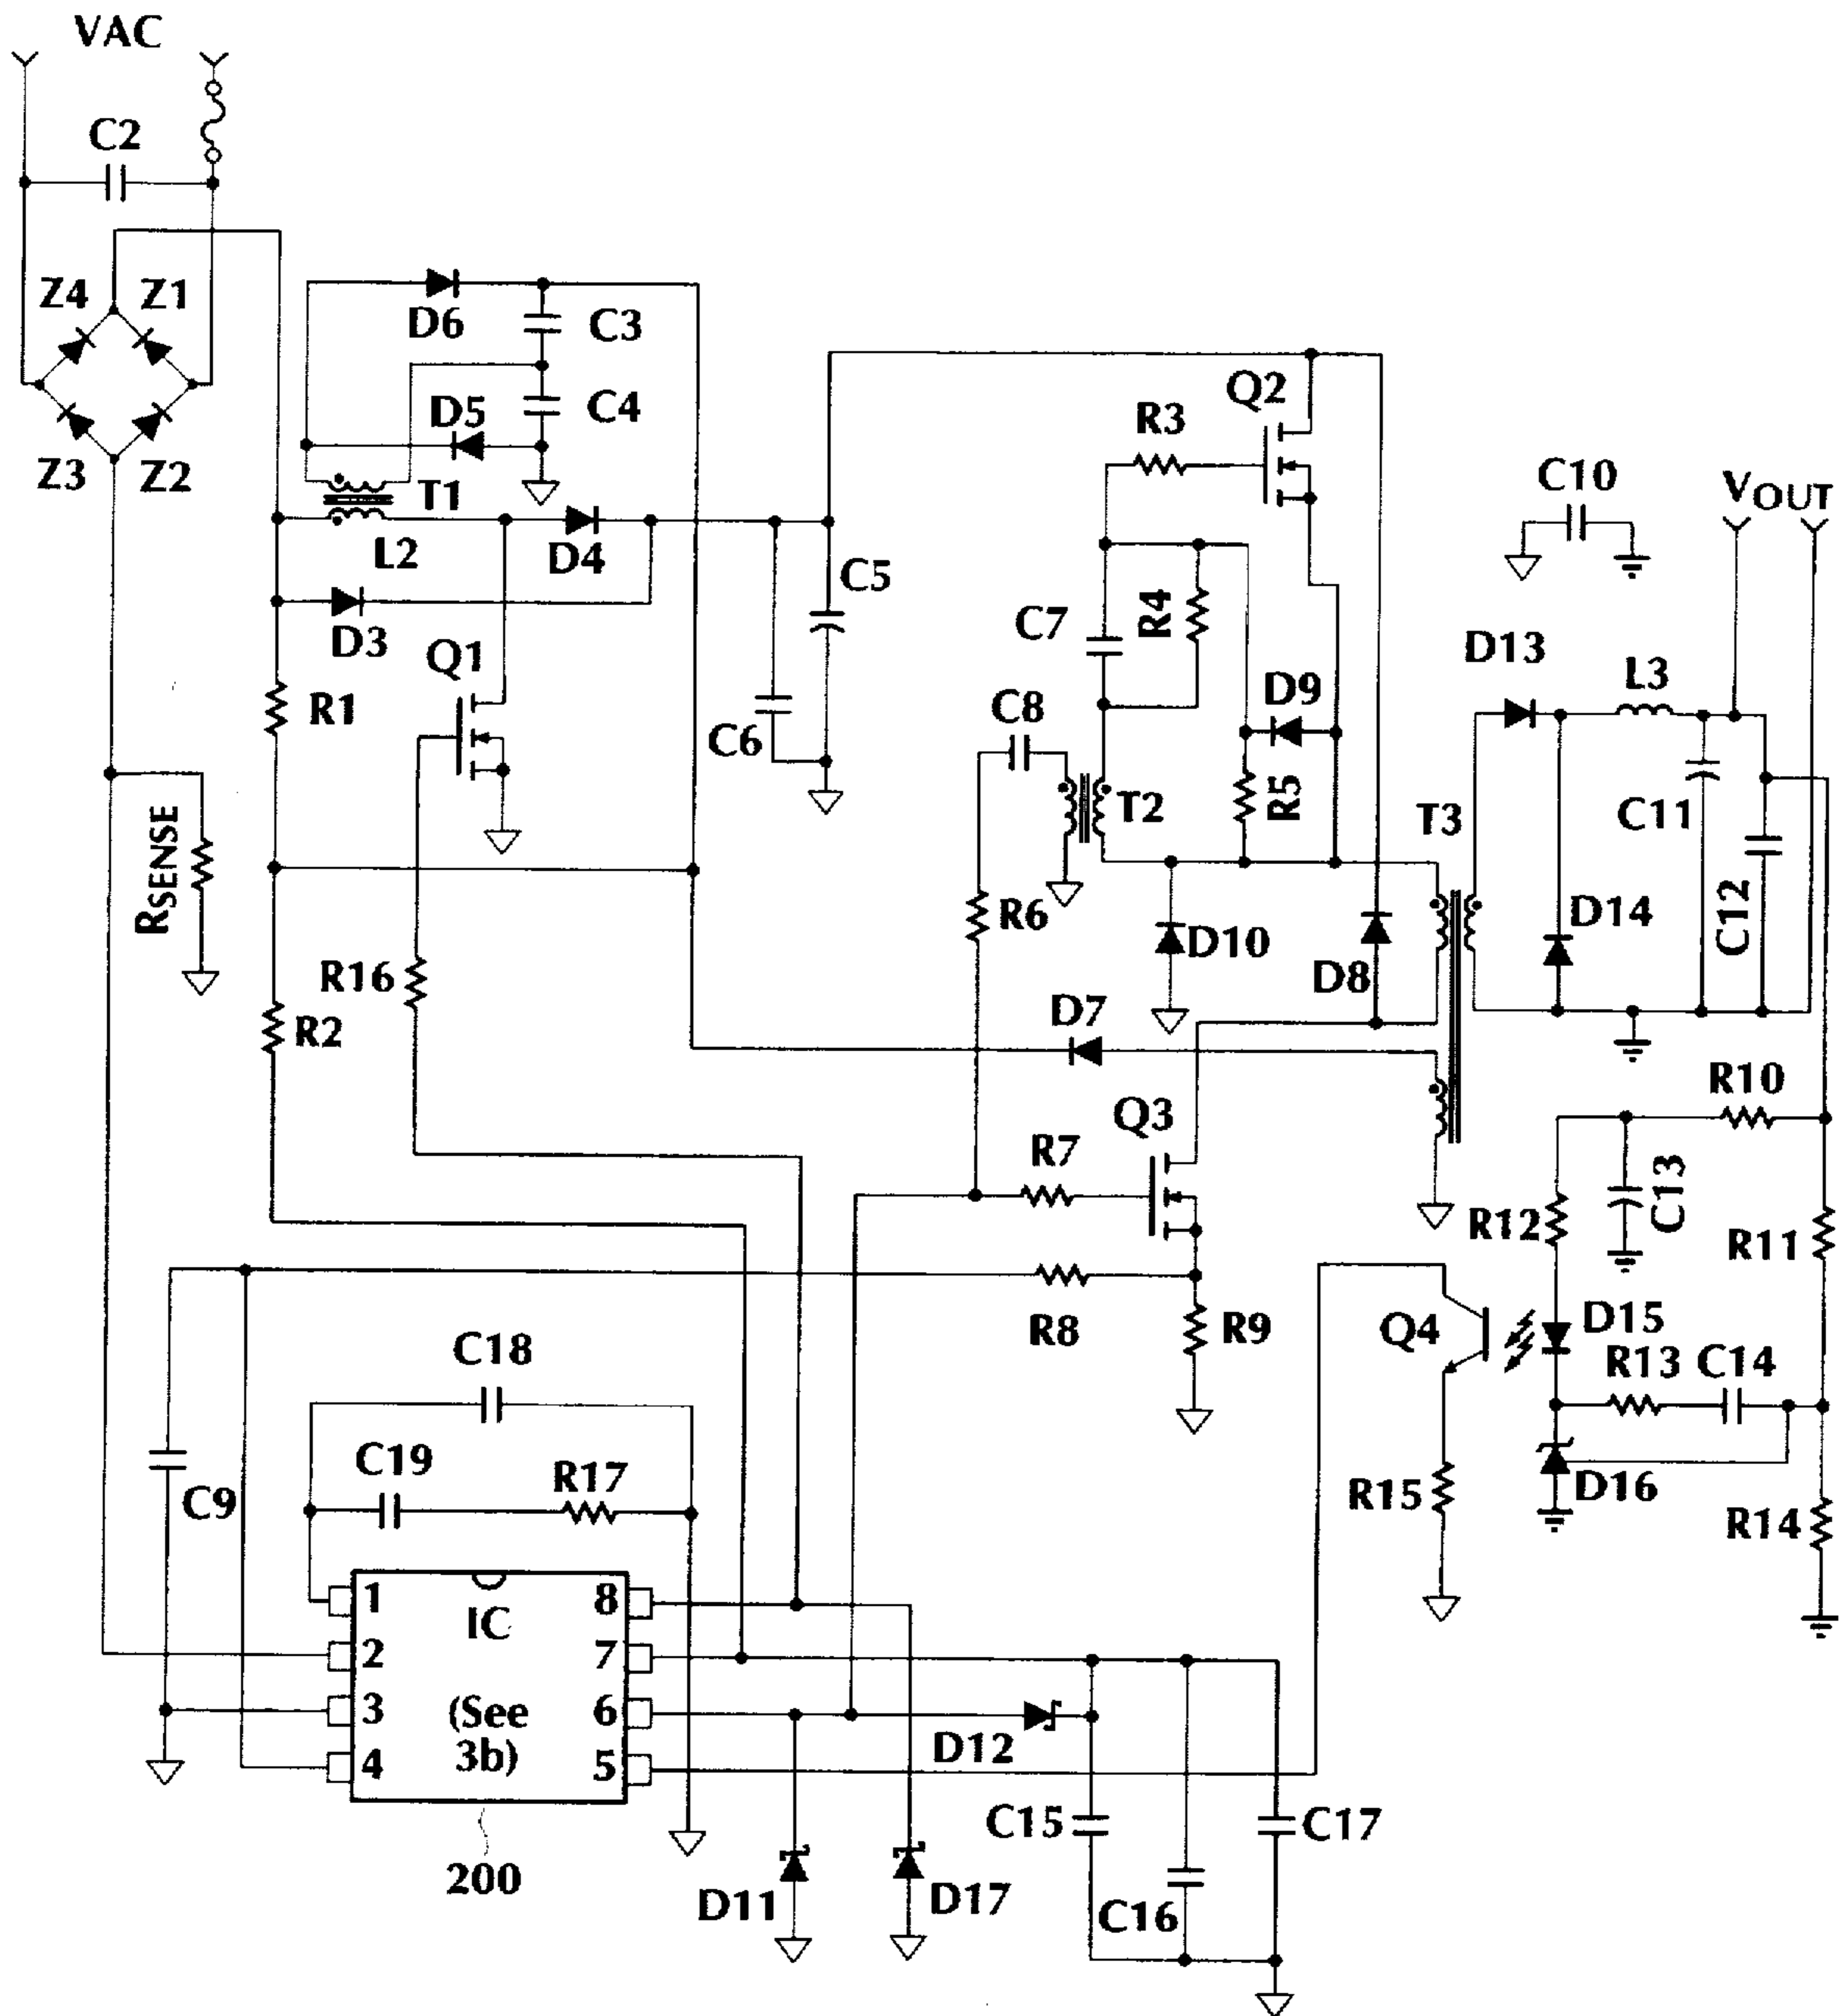 VAC
C2
Z4
Z1
Z3
Z2
D6
C3
D5
C4
T1
L2
D4
D3
R1
Q1
C6
C5
RSENSE
R16
R2
R3
Q2
C7
R4
C8
D9
R5
T2
R6
D10
D8
D7
T3
C10
VOUT
D13
L3
C11
C12
D14
Q3
R7
R8
R9
R10
C13
R12
R11
Q4
D15
R13
C14
D16
R15
R14
C18
C19
R17
C9
1
2
3
4
IC
(See
3b)
8
7
6
5
200
D12
D11
D17
C15
C16
C17